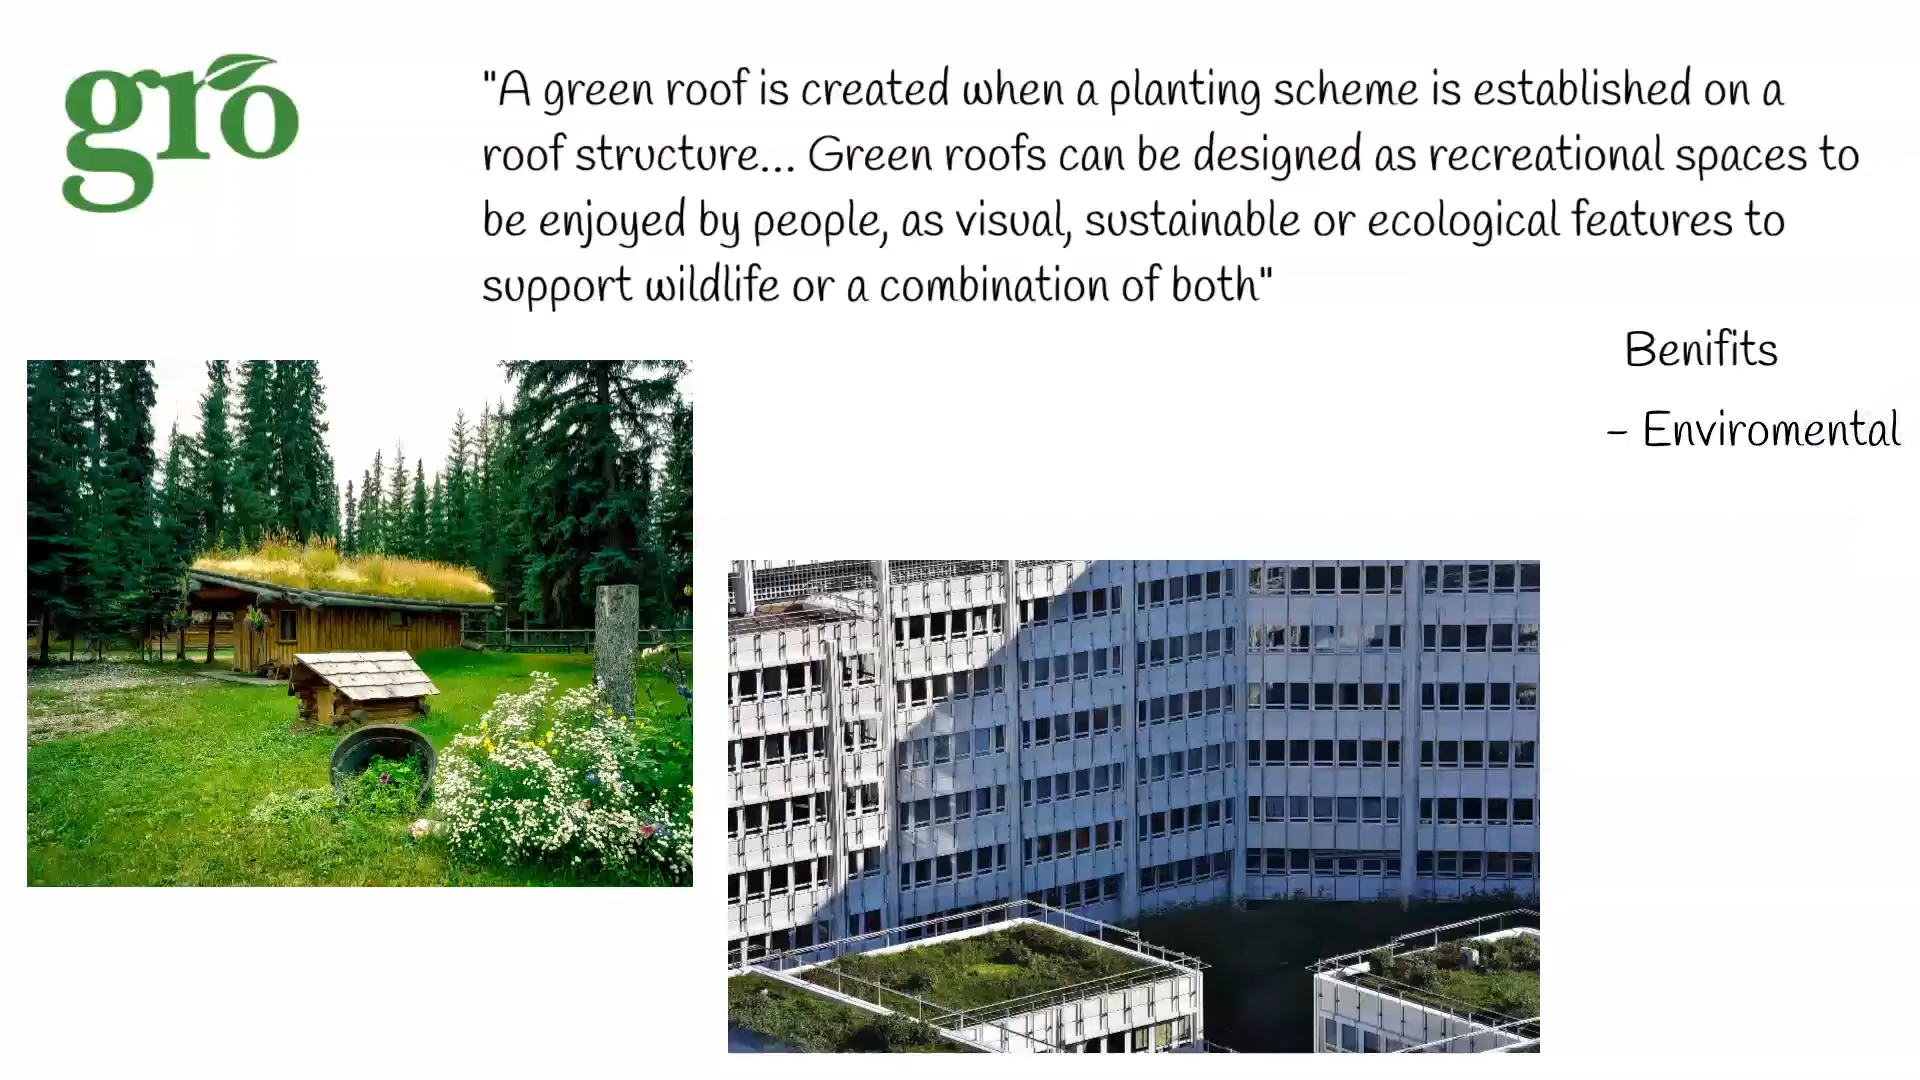 gro
"A green roof is created when a planting scheme is established on a
roof structure... Green roofs can be designed as recreational spaces to
be enjoyed by people, as visual, sustainable or ecological features to
support wildlife or a combination of both"
Benifits
- Enviromental